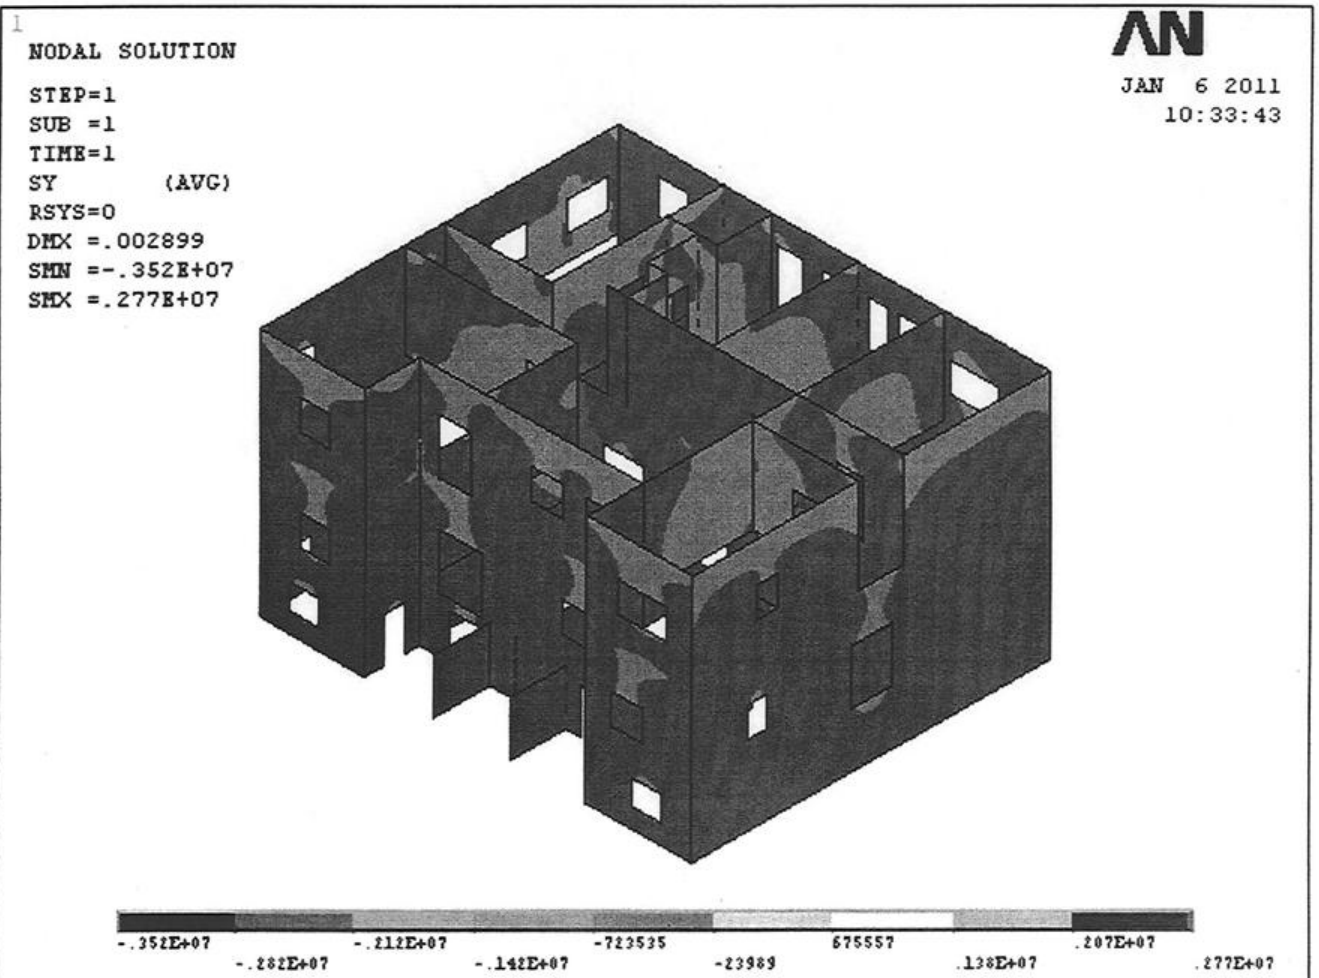 1
NODAL SOLUTION
STEP=1
SUB =1
TIME=1
SY (AVG)
RSYS=0
DMX =.002899
SMN =-.352E+07
SMX =.277E+07
AN
JAN 6 2011
10:33:43
-.352E+07 -.212E+07 -723535 675557 .207E+07
-.282E+07 -.142E+07 -23989 .138E+07 .277E+07